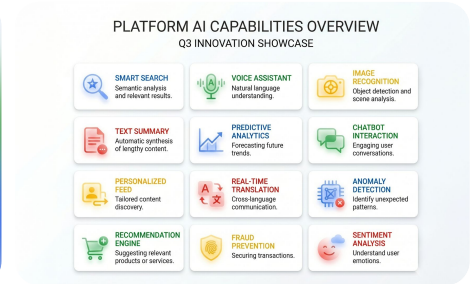 PLATFORM AI CAPABILITIES OVERVIEW
Q3 INNOVATION SHOWCASE
SMART SEARCH
Semantic analysis
and relevant results.
VOICE ASSISTANT
Natural language
understanding.
IMAGE
RECOGNITION
Object detection and
scene analysis.
TEXT SUMMARY
Automatic synthesis
of lengthy content.
PREDICTIVE
ANALYTICS
Forecasting future
trends.
CHATBOT
INTERACTION
Engaging user
conversations.
PERSONALIZED
FEED
Tailored content
discovery.
A
文
REAL-TIME
TRANSLATION
Cross-language
communication.
ANOMALY
DETECTION
Identify unexpected
patterns.
RECOMMENDATION
ENGINE
Suggesting relevant
products or services.
FRAUD
PREVENTION
Securing transactions.
SENTIMENT
ANALYSIS
Understand user
emotions.